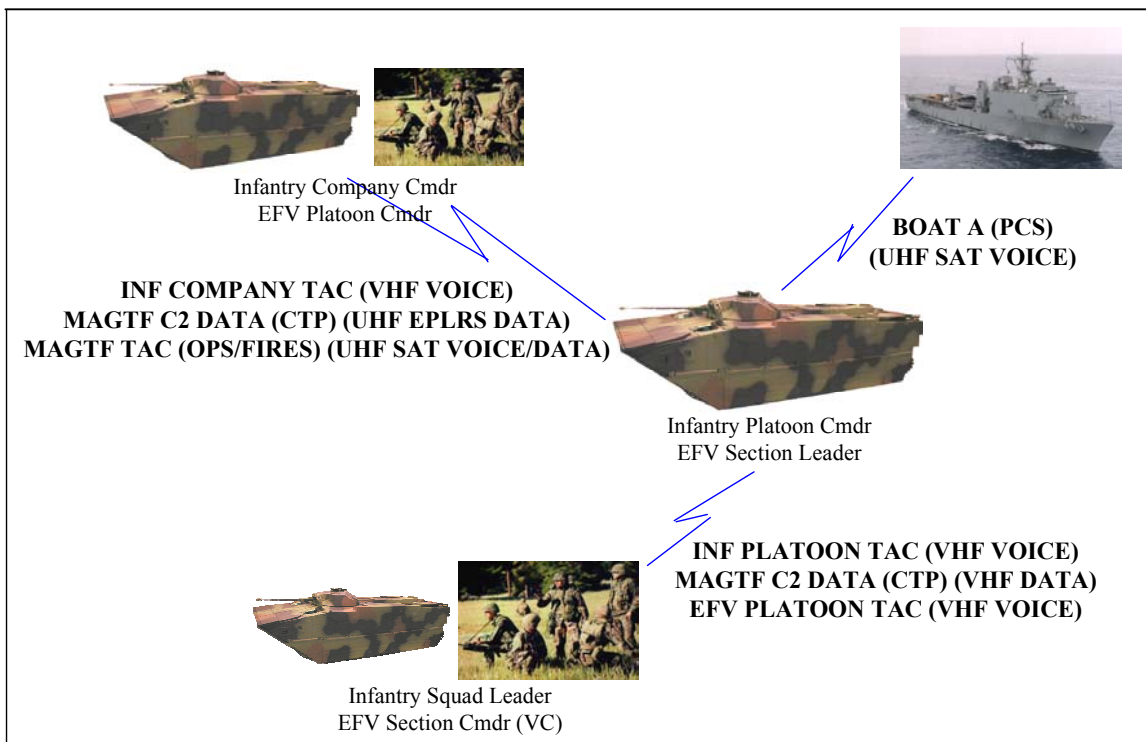 Infantry Company Cmdr
EFV Platoon Cmdr
BOAT A (PCS)
(UHF SAT VOICE)
INF COMPANY TAC (VHF VOICE)
MAGTF C2 DATA (CTP) (UHF EPLRS DATA)
MAGTF TAC (OPS/FIRES) (UHF SAT VOICE/DATA)
Infantry Platoon Cmdr
EFV Section Leader
INF PLATOON TAC (VHF VOICE)
MAGTF C2 DATA (CTP) (VHF DATA)
EFV PLATOON TAC (VHF VOICE)
Infantry Squad Leader
EFV Section Cmdr (VC)